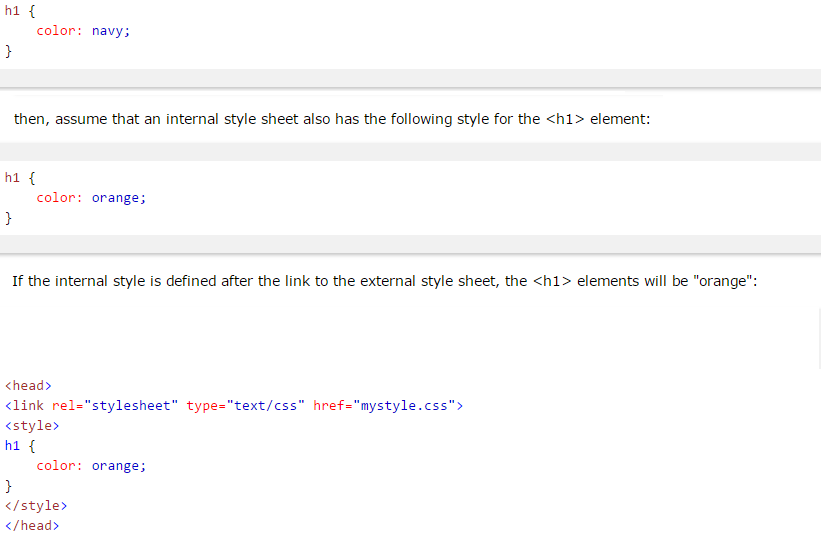 h1 {
    color: navy;
}
then, assume that an internal style sheet also has the following style for the <h1> element:
h1 {
    color: orange;
}
If the internal style is defined after the link to the external style sheet, the <h1> elements will be "orange":
<head>
<link rel="stylesheet" type="text/css" href="mystyle.css">
<style>
h1 {
    color: orange;
}
</style>
</head>